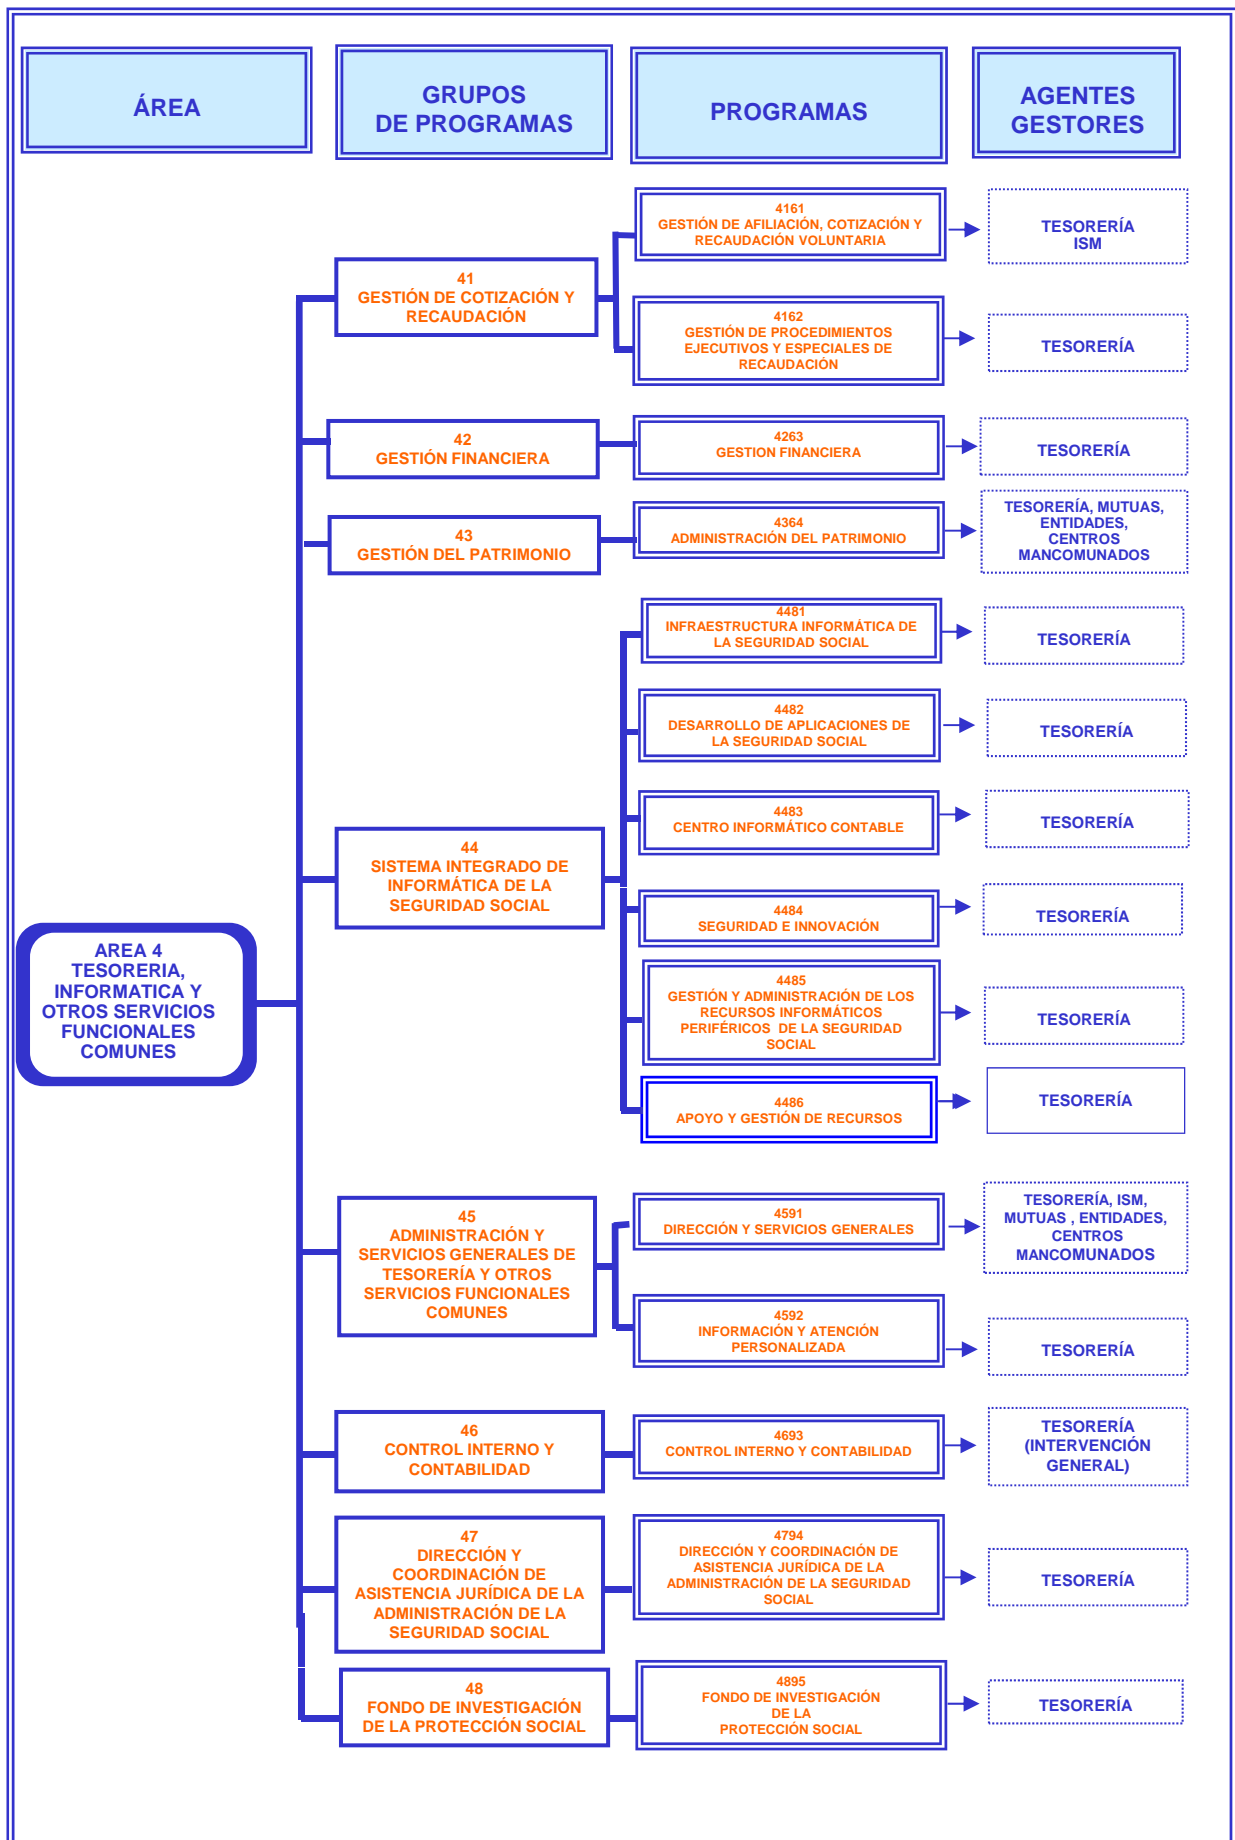 ÁREA
GRUPOS
DE PROGRAMAS
PROGRAMAS
AGENTES
GESTORES
AREA 4
TESORERIA,
INFORMATICA Y
OTROS SERVICIOS
FUNCIONALES
COMUNES
41
GESTIÓN DE COTIZACIÓN Y
RECAUDACIÓN
4161
GESTIÓN DE AFILIACIÓN, COTIZACIÓN Y
RECAUDACIÓN VOLUNTARIA
TESORERÍA
ISM
4162
GESTIÓN DE PROCEDIMIENTOS
EJECUTIVOS Y ESPECIALES DE
RECAUDACIÓN
TESORERÍA
42
GESTIÓN FINANCIERA
4263
GESTION FINANCIERA
TESORERÍA
43
GESTIÓN DEL PATRIMONIO
4364
ADMINISTRACIÓN DEL PATRIMONIO
TESORERÍA, MUTUAS,
ENTIDADES,
CENTROS
MANCOMUNADOS
44
SISTEMA INTEGRADO DE
INFORMÁTICA DE LA
SEGURIDAD SOCIAL
4481
INFRAESTRUCTURA INFORMÁTICA DE
LA SEGURIDAD SOCIAL
TESORERÍA
4482
DESARROLLO DE APLICACIONES DE
LA SEGURIDAD SOCIAL
TESORERÍA
4483
CENTRO INFORMÁTICO CONTABLE
TESORERÍA
4484
SEGURIDAD E INNOVACIÓN
TESORERÍA
4485
GESTIÓN Y ADMINISTRACIÓN DE LOS
RECURSOS INFORMÁTICOS
PERIFÉRICOS DE LA SEGURIDAD
SOCIAL
TESORERÍA
4486
APOYO Y GESTIÓN DE RECURSOS
TESORERÍA
45
ADMINISTRACIÓN Y
SERVICIOS GENERALES DE
TESORERÍA Y OTROS
SERVICIOS FUNCIONALES
COMUNES
4591
DIRECCIÓN Y SERVICIOS GENERALES
TESORERÍA, ISM,
MUTUAS , ENTIDADES,
CENTROS
MANCOMUNADOS
4592
INFORMACIÓN Y ATENCIÓN
PERSONALIZADA
TESORERÍA
46
CONTROL INTERNO Y
CONTABILIDAD
4693
CONTROL INTERNO Y CONTABILIDAD
TESORERÍA
(INTERVENCIÓN
GENERAL)
47
DIRECCIÓN Y
COORDINACIÓN DE
ASISTENCIA JURÍDICA DE LA
ADMINISTRACIÓN DE LA
SEGURIDAD SOCIAL
4794
DIRECCIÓN Y COORDINACIÓN DE
ASISTENCIA JURÍDICA DE LA
ADMINISTRACIÓN DE LA SEGURIDAD
SOCIAL
TESORERÍA
48
FONDO DE INVESTIGACIÓN
DE LA PROTECCIÓN SOCIAL
4895
FONDO DE INVESTIGACIÓN
DE LA
PROTECCIÓN SOCIAL
TESORERÍA